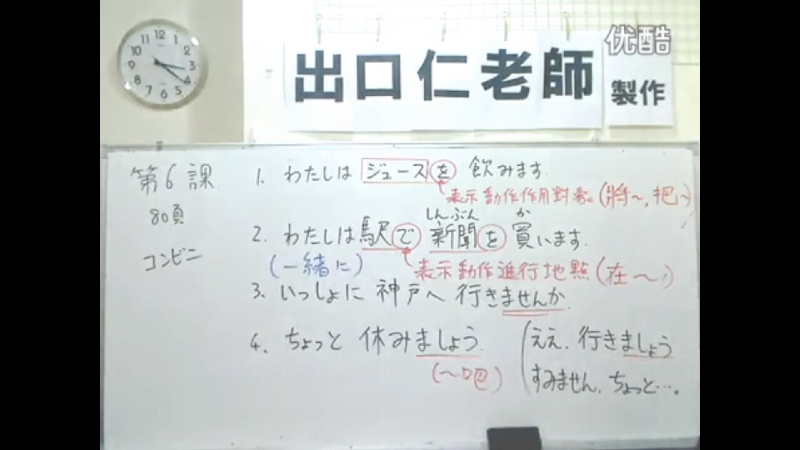 优酷
出口仁老師
製作
第6課
80頁
コンビニ
1. わたしは ジュースを 飲みます.
表示動作作用対象(將~,把~)
しんぶん か
2. わたしは駅で 新聞を 買います.
(一緒に) 表示動作進行地點(在~)
3. いっしょに 神戸へ 行きませんか.
4. ちょっと 休みましょう.
(~吧)
ええ、行きましょう
すみません、ちょっと…。